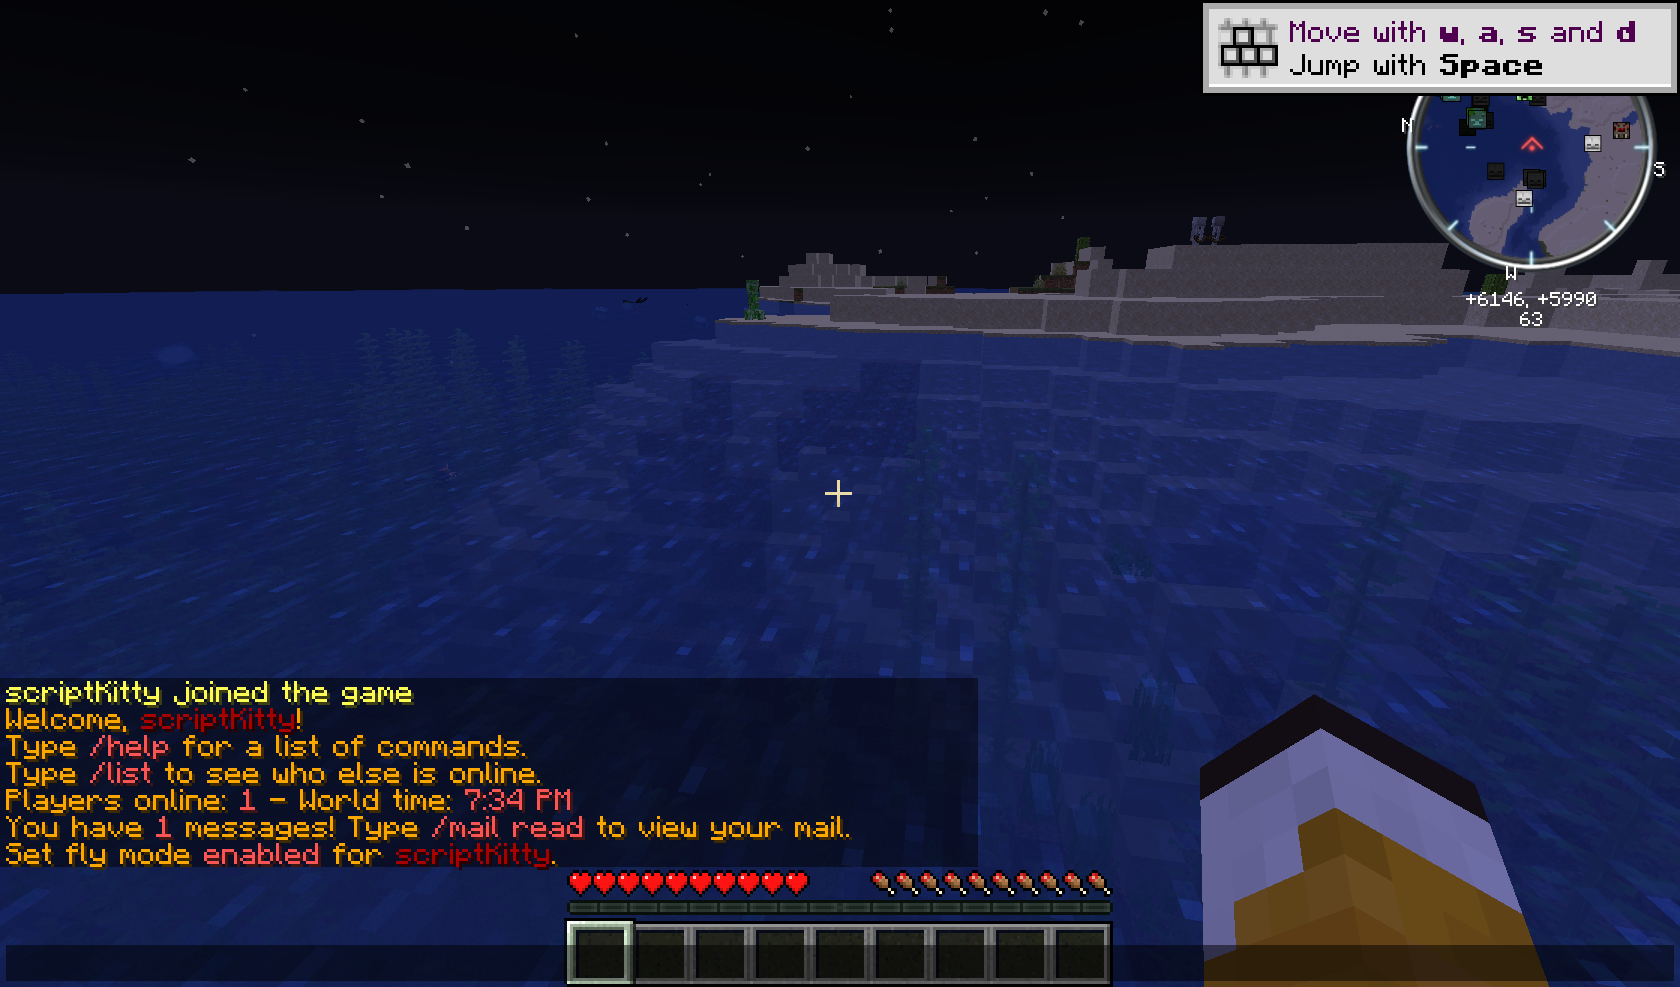 Move with w, a, s and d
Jump with Space
N
S
W
+6146, +5990
63
scriptKitty joined the game
Welcome, scriptKitty!
Type /help for a list of commands.
Type /list to see who else is online.
Players online: 1 - World time: 7:34 PM
You have 1 messages! Type /mail read to view your mail.
Set fly mode enabled for scriptKitty.